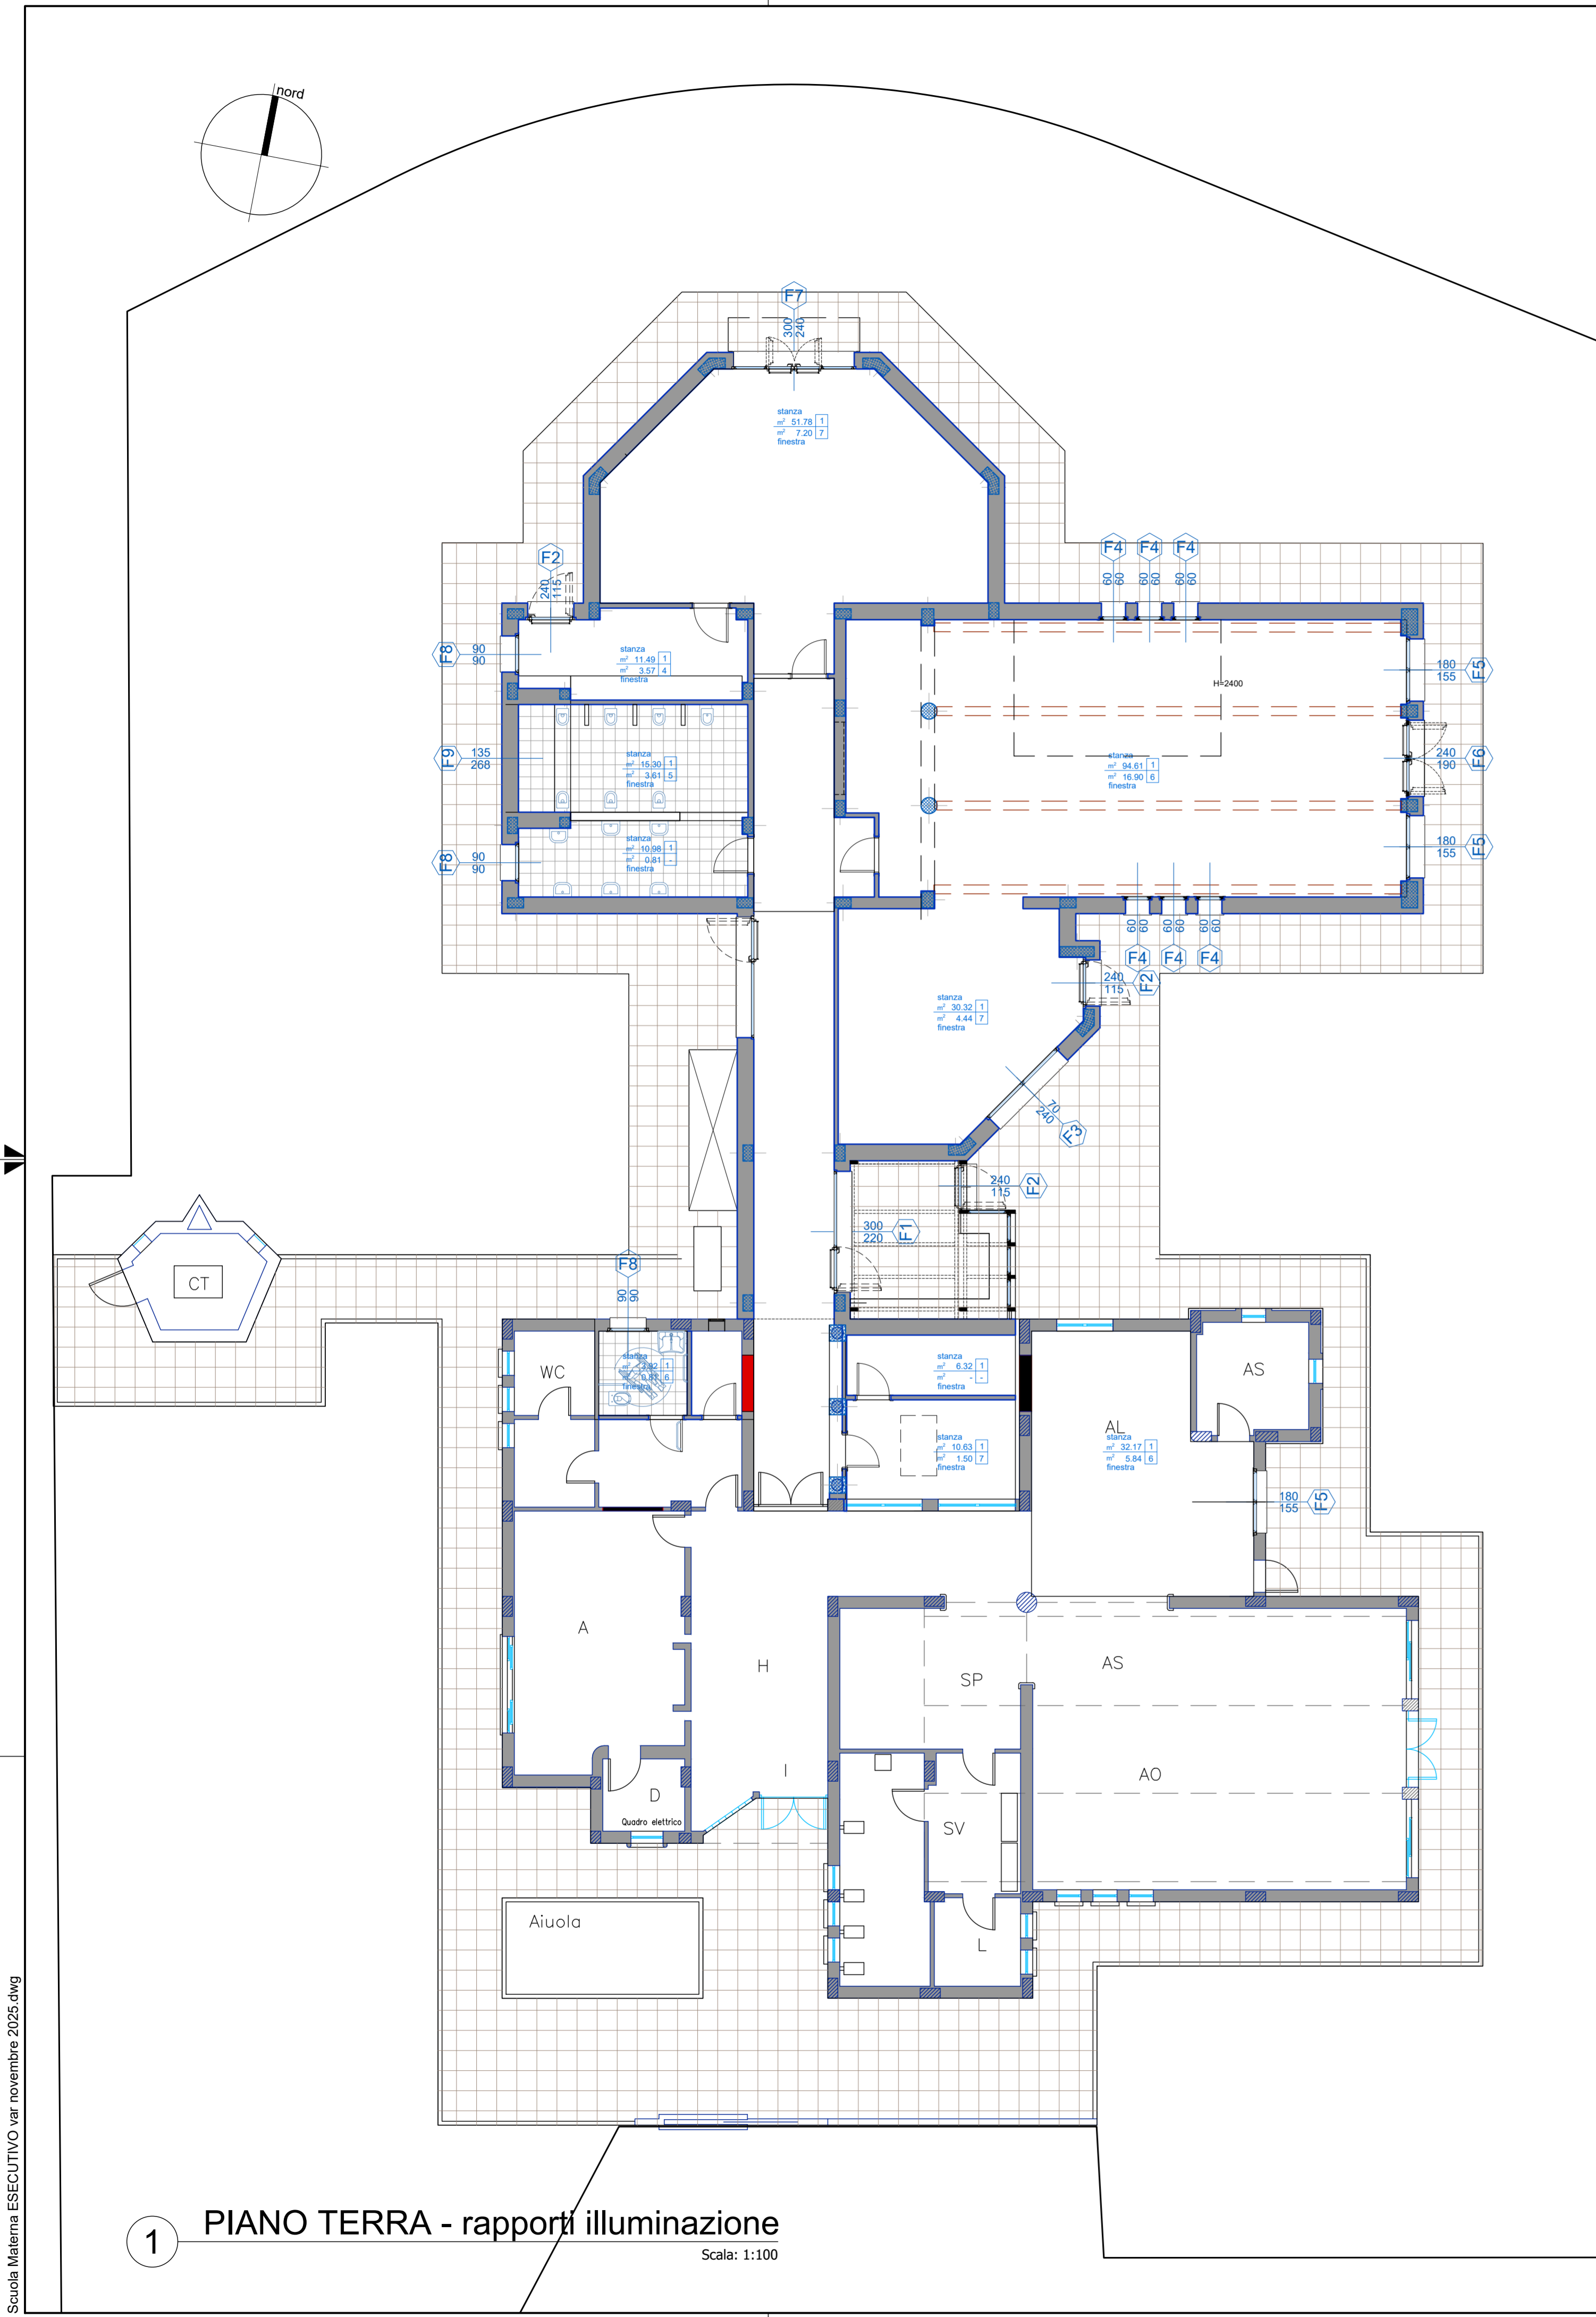 nord
F7
300
240
stanza
m² 51.78 1
m² 7.20 7
finestra
F2
240
115
F4
F4
F4
60
60
60
60
60
60
F8
90
90
stanza
m² 11.49 1
m² 3.57 4
finestra
180
155
F5
H=2400
F9
135
268
stanza
m² 15.30 1
m² 3.61 5
finestra
stanza
m² 94.61 1
m² 16.90 6
finestra
240
190
F6
F8
90
90
stanza
m² 10.98 1
m² 0.81 -
finestra
180
155
F5
60
60
60
60
60
60
F4
F4
F4
240
115
F2
stanza
m² 30.32 1
m² 4.44 7
finestra
70
240
F3
240
115
F2
300
220
F1
CT
F8
90
90
WC
stanza
m² 1
m² 6
finestra
stanza
m² 6.32 1
m² - -
finestra
AS
AL
stanza
m² 10.63 1
m² 1.50 7
finestra
stanza
m² 32.17 1
m² 5.84 6
finestra
180
155
F5
A
H
SP
AS
I
AO
D
Quadro elettrico
SV
Aiuola
L
Scuola Materna ESECUTIVO var novembre 2025.dwg
1
PIANO TERRA - rapporti illuminazione
Scala: 1:100